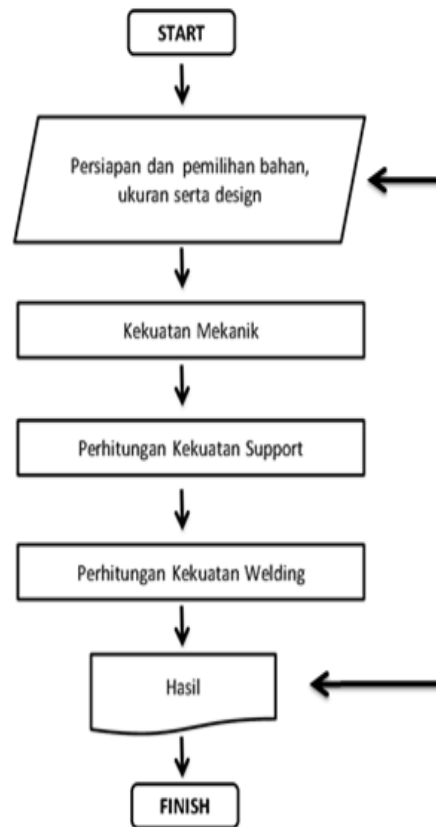 START
Persiapan dan pemilihan bahan,
ukuran serta design
Kekuatan Mekanik
Perhitungan Kekuatan Support
Perhitungan Kekuatan Welding
Hasil
FINISH